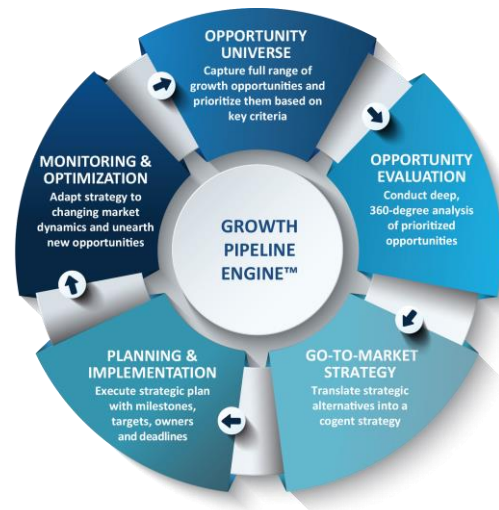 OPPORTUNITY
UNIVERSE
Capture full range of
growth opportunities and
prioritize them based on
key criteria
OPPORTUNITY
EVALUATION
Conduct deep,
360-degree analysis
of prioritized
opportunities
GO-TO-MARKET
STRATEGY
Translate strategic
alternatives into a
cogent strategy
PLANNING &
IMPLEMENTATION
Execute strategic plan
with milestones,
targets, owners
and deadlines
MONITORING &
OPTIMIZATION
Adapt strategy to
changing market
dynamics and unearth
new opportunities
GROWTH
PIPELINE
ENGINE™